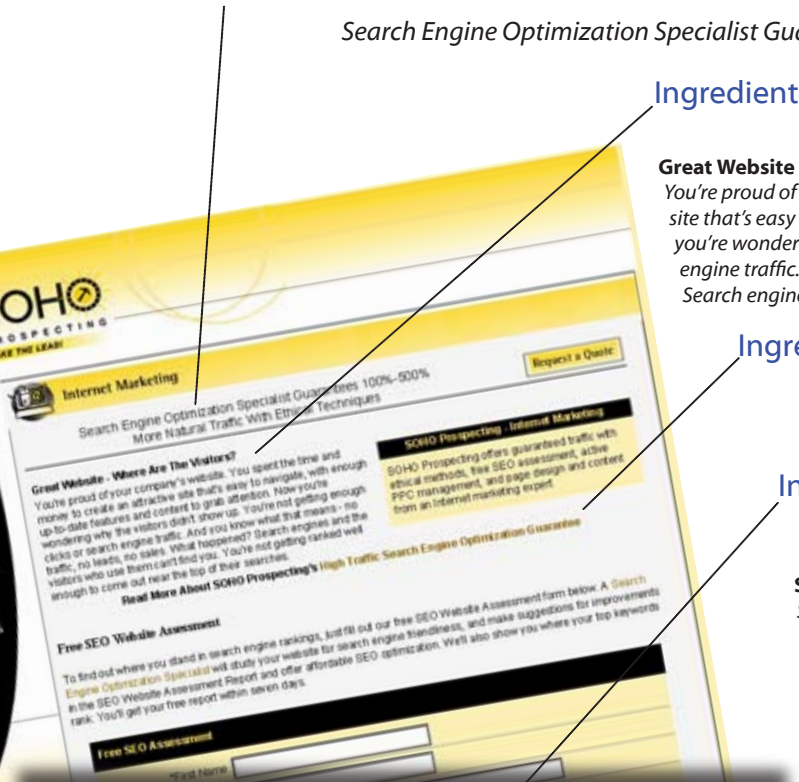 Search Engine Optimization Specialist Gua
Ingredient
Great Website
You're proud of
site that's easy
you're wonder
engine traffic.
Search engine
Ingre
In
S
S
OHO
OSPECTING
KE THE LEAD!
Internet Marketing
Request a Quote
Search Engine Optimization Specialist Guarantees 100%-500%
More Natural Traffic With Ethical Techniques
Great Website - Where Are The Visitors?
You're proud of your company's website. You spent the time and
money to create an attractive site that's easy to navigate, with enough
up-to-date features and content to grab attention. Now you're
wondering why the visitors didn't show up. You're not getting enough
clicks or search engine traffic. And you know what that means - no
traffic, no leads, no sales. What happened? Search engines and the
visitors who use them can't find you. You're not getting ranked well
enough to come out near the top of their searches.
SOHO Prospecting - Internet Marketing
SOHO Prospecting offers guaranteed traffic with
ethical methods, free SEO assessment, active
PPC management, and page design and content
from an Internet marketing expert.
Read More About SOHO Prospecting's High Traffic Search Engine Optimization Guarantee
Free SEO Website Assessment
To find out where you stand in search engine rankings, just fill out our free SEO Website Assessment form below. A Search
Engine Optimization Specialist will study your website for search engine friendliness, and make suggestions for improvements
in the SEO Website Assessment Report and offer affordable SEO optimization. We'll also show you where your top keywords
rank. You'll get your free report within seven days.
Free SEO Assessment
*First Name